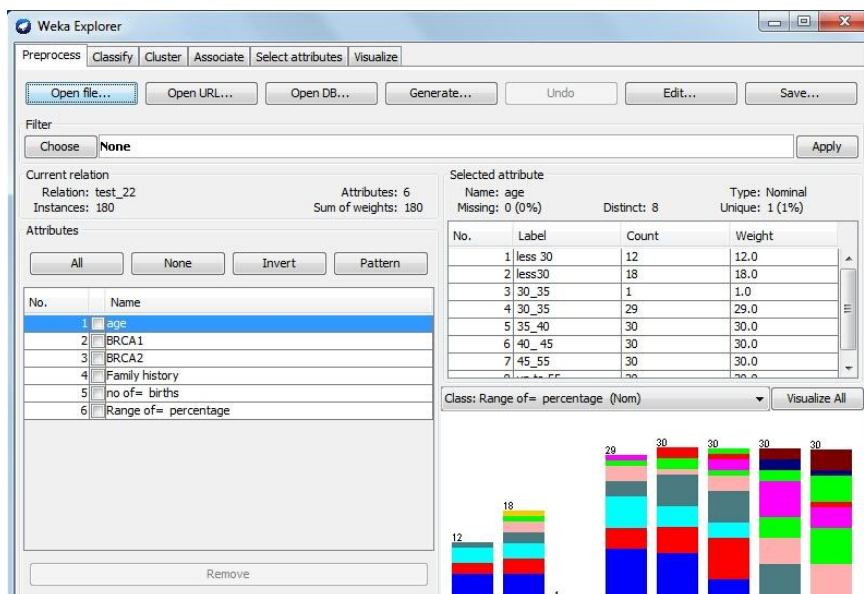 Weka Explorer
Preprocess Classify Cluster Associate Select attributes Visualize
Open file... Open URL... Open DB... Generate... Undo Edit... Save...
Filter
Choose None Apply
Current relation
Relation: test_22 Attributes: 6
Instances: 180 Sum of weights: 180
Selected attribute
Name: age Type: Nominal
Missing: 0 (0%) Distinct: 8 Unique: 1 (1%)
Attributes
All None Invert Pattern
No. Name
1 age
2 BRCA1
3 BRCA2
4 Family history
5 no of= births
6 Range of= percentage
Remove
No. Label Count Weight
1 less 30 12 12.0
2 less30 18 18.0
3 30_35 1 1.0
4 30_35 29 29.0
5 35_40 30 30.0
6 40_ 45 30 30.0
7 45_55 30 30.0
Class: Range of= percentage (Nom) Visualize All
12 18 29 30 30 30 30